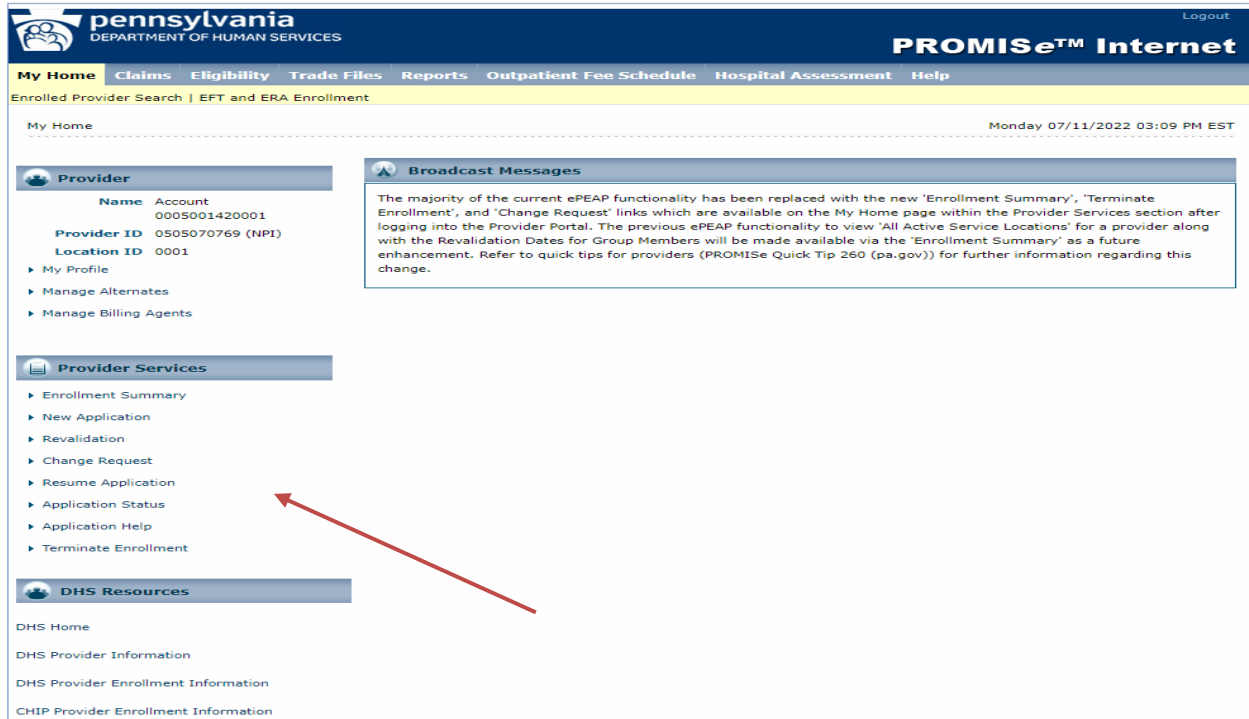 pennsylvania
DEPARTMENT OF HUMAN SERVICES
Logout
PROMISe™ Internet
My Home Claims Eligibility Trade Files Reports Outpatient Fee Schedule Hospital Assessment Help
Enrolled Provider Search | EFT and ERA Enrollment
My Home
Monday 07/11/2022 03:09 PM EST
Provider
Name Account
0005001420001
Provider ID 0505070769 (NPI)
Location ID 0001
My Profile
Manage Alternates
Manage Billing Agents
Broadcast Messages
The majority of the current ePEAP functionality has been replaced with the new 'Enrollment Summary', 'Terminate
Enrollment', and 'Change Request' links which are available on the My Home page within the Provider Services section after
logging into the Provider Portal. The previous ePEAP functionality to view 'All Active Service Locations' for a provider along
with the Revalidation Dates for Group Members will be made available via the 'Enrollment Summary' as a future
enhancement. Refer to quick tips for providers (PROMISe Quick Tip 260 (pa.gov)) for further information regarding this
change.
Provider Services
Enrollment Summary
New Application
Revalidation
Change Request
Resume Application
Application Status
Application Help
Terminate Enrollment
DHS Resources
DHS Home
DHS Provider Information
DHS Provider Enrollment Information
CHIP Provider Enrollment Information